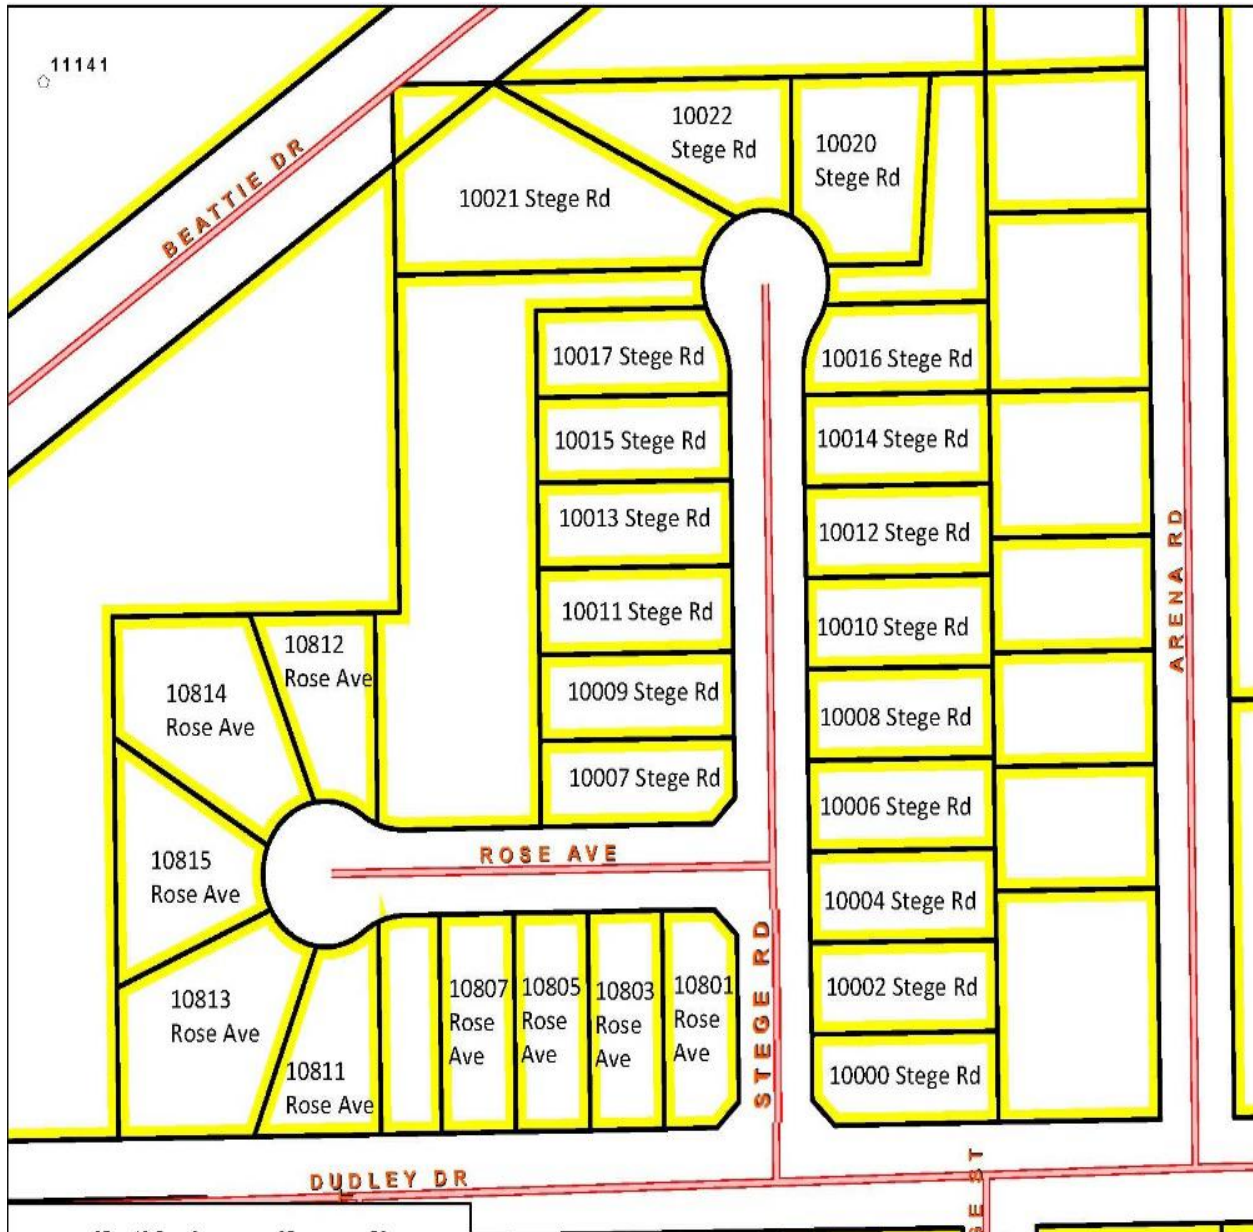 11141
BEATTIE DR
10022
Stege Rd
10020
Stege Rd
10021 Stege Rd
10017 Stege Rd
10016 Stege Rd
10015 Stege Rd
10014 Stege Rd
10013 Stege Rd
10012 Stege Rd
ARENA RD
10011 Stege Rd
10010 Stege Rd
10812
Rose Ave
10814
Rose Ave
10009 Stege Rd
10008 Stege Rd
10007 Stege Rd
10006 Stege Rd
ROSE AVE
10815
Rose Ave
10004 Stege Rd
STEGE RD
10813
Rose Ave
10807
Rose
Ave
10805
Rose
Ave
10803
Rose
Ave
10801
Rose
Ave
10002 Stege Rd
10811
Rose Ave
10000 Stege Rd
DUDLEY DR